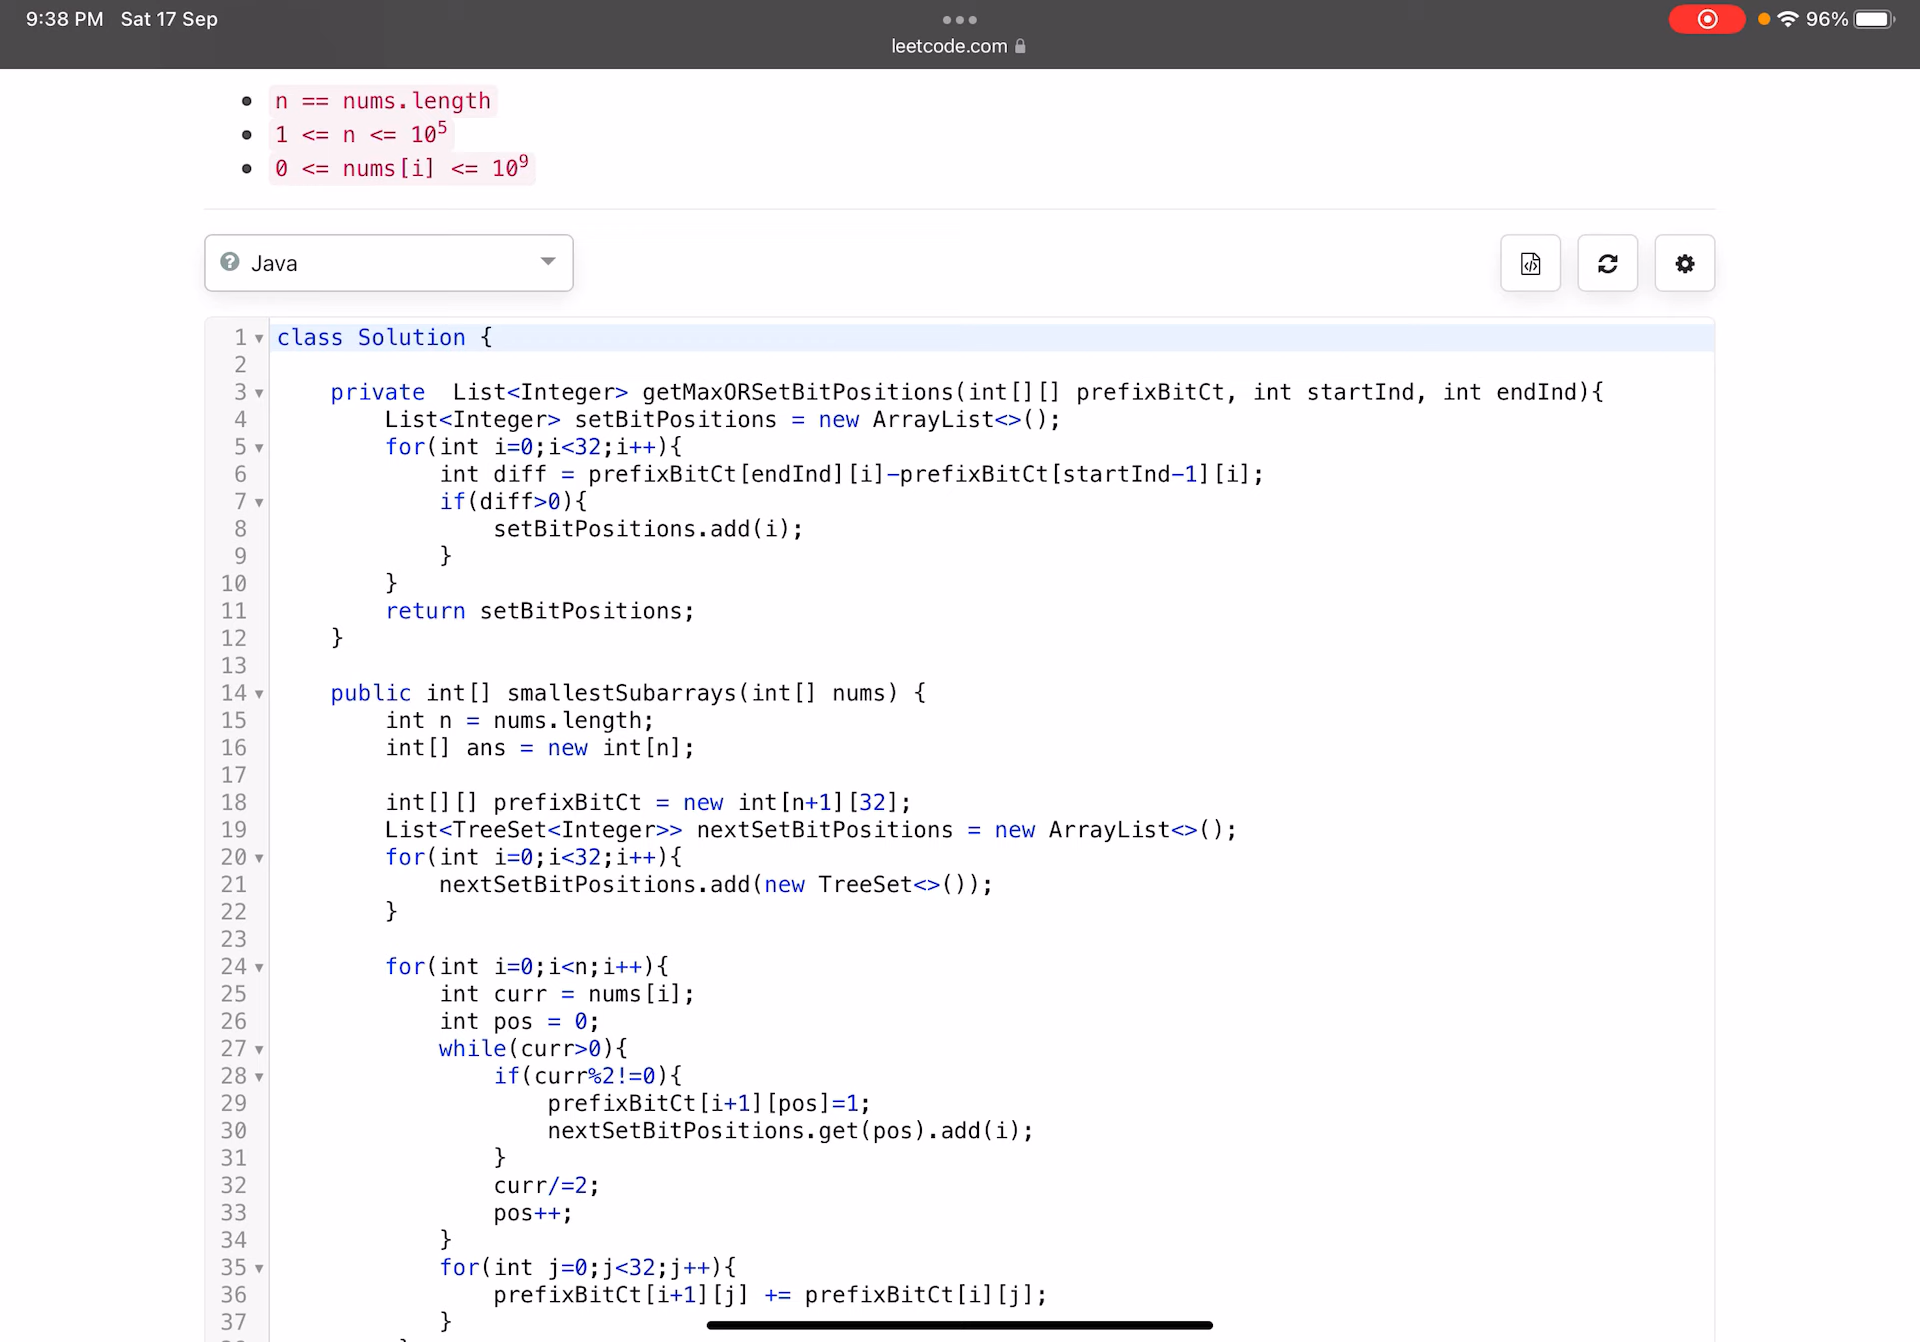 9:38 PM Sat 17 Sep
96%
leetcode.com
n == nums.length
1 <= n <= 10⁵
0 <= nums[i] <= 10⁹
Java
1 class Solution {
2
3     private  List<Integer> getMaxORSetBitPositions(int[][] prefixBitCt, int startInd, int endInd){
4         List<Integer> setBitPositions = new ArrayList<>();
5         for(int i=0;i<32;i++){
6             int diff = prefixBitCt[endInd][i]-prefixBitCt[startInd-1][i];
7             if(diff>0){
8                 setBitPositions.add(i);
9             }
10         }
11         return setBitPositions;
12     }
13
14     public int[] smallestSubarrays(int[] nums) {
15         int n = nums.length;
16         int[] ans = new int[n];
17
18         int[][] prefixBitCt = new int[n+1][32];
19         List<TreeSet<Integer>> nextSetBitPositions = new ArrayList<>();
20         for(int i=0;i<32;i++){
21             nextSetBitPositions.add(new TreeSet<>());
22         }
23
24         for(int i=0;i<n;i++){
25             int curr = nums[i];
26             int pos = 0;
27             while(curr>0){
28                 if(curr%2!=0){
29                     prefixBitCt[i+1][pos]=1;
30                     nextSetBitPositions.get(pos).add(i);
31                 }
32                 curr/=2;
33                 pos++;
34             }
35             for(int j=0;j<32;j++){
36                 prefixBitCt[i+1][j] += prefixBitCt[i][j];
37             }